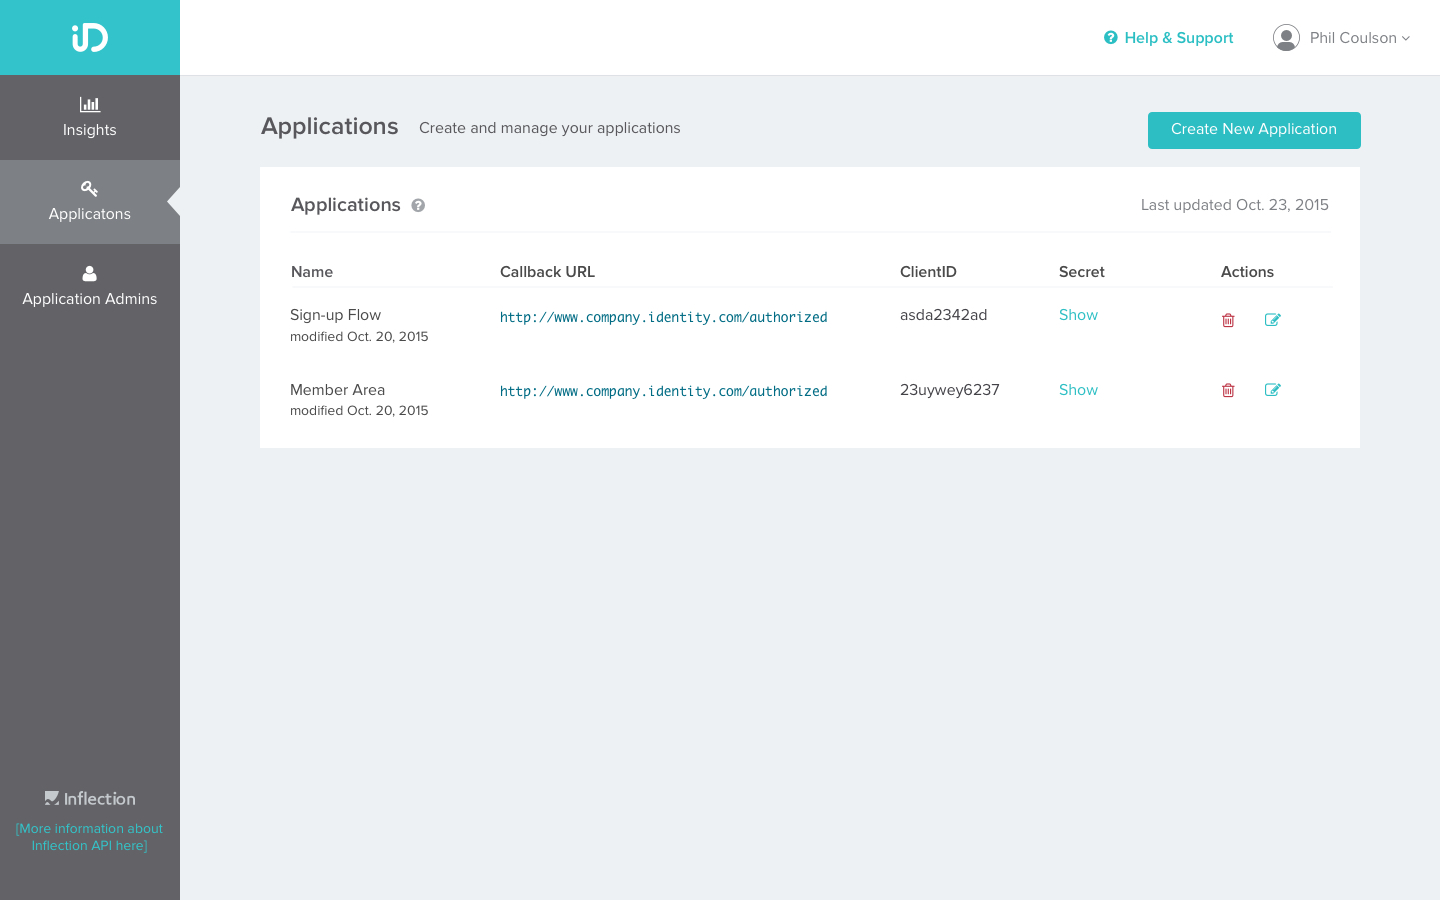 iD
Help & Support
Phil Coulson
Insights
Applicatons
Application Admins
Inflection
[More information about
Inflection API here]
Applications Create and manage your applications
Create New Application
Applications
Last updated Oct. 23, 2015
Name Callback URL ClientID Secret Actions
Sign-up Flow http://www.company.identity.com/authorized asda2342ad Show
modified Oct. 20, 2015
Member Area http://www.company.identity.com/authorized 23uywey6237 Show
modified Oct. 20, 2015